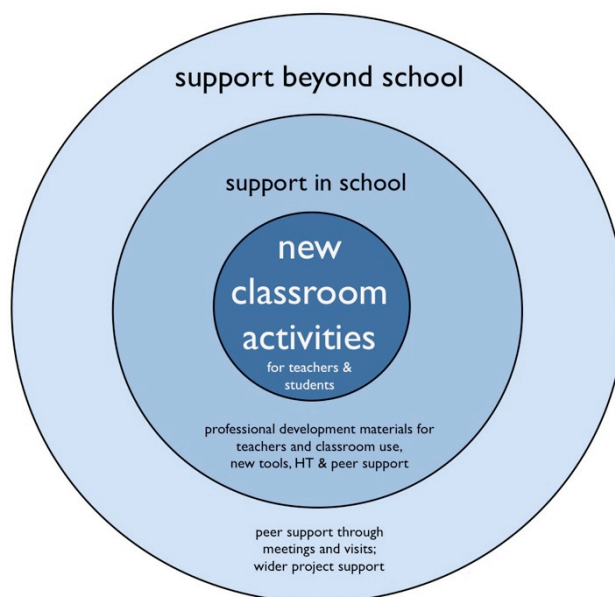 support beyond school
support in school
new
classroom
activities
for teachers &
students
professional development materials for
teachers and classroom use,
new tools, HT & peer support
peer support through
meetings and visits;
wider project support